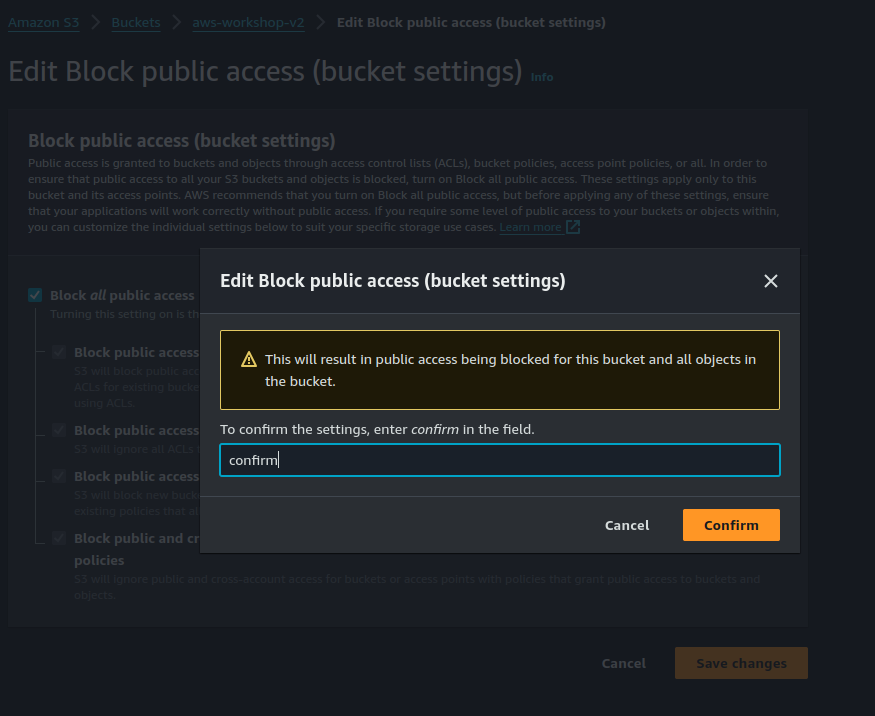 Amazon S3 > Buckets > aws-workshop-v2 > Edit Block public access (bucket settings)
Edit Block public access (bucket settings) Info
Block public access (bucket settings)
Public access is granted to buckets and objects through access control lists (ACLs), bucket policies, access point policies, or all. In order to
ensure that public access to all your S3 buckets and objects is blocked, turn on Block all public access. These settings apply only to this
bucket and its access points. AWS recommends that you turn on Block all public access, but before applying any of these settings, ensure
that your applications will work correctly without public access. If you require some level of public access to your buckets or objects within,
you can customize the individual settings below to suit your specific storage use cases. Learn more
Edit Block public access (bucket settings)
This will result in public access being blocked for this bucket and all objects in
the bucket.
To confirm the settings, enter confirm in the field.
confirm
Cancel
Confirm
Block all public access
Turning this setting on is th
Block public access
S3 will block public acc
ACLs for existing bucke
using ACLs.
Block public access
S3 will ignore all ACLs
Block public access
S3 will block new buck
existing policies that al
Block public and cr
policies
S3 will ignore public and cross-account access for buckets or access points with policies that grant public access to buckets and
objects.
Cancel
Save changes